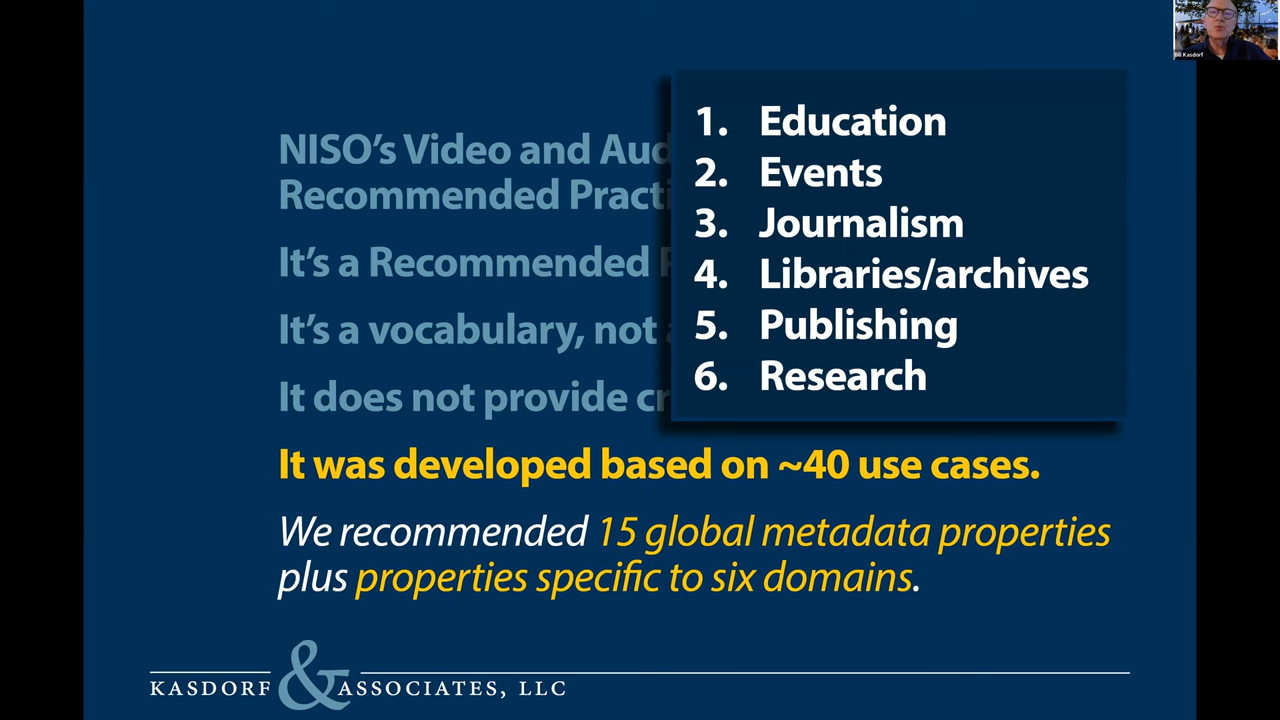 NISO's Video and Aud
Recommended Practi
It's a Recommended
It's a vocabulary, not
It does not provide cr
1. Education
2. Events
3. Journalism
4. Libraries/archives
5. Publishing
6. Research
It was developed based on ~40 use cases.
We recommended 15 global metadata properties
plus properties specific to six domains.
KASDORF & ASSOCIATES, LLC
Bill Kasdorf